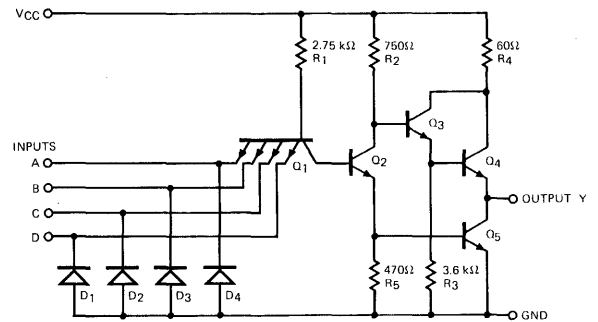 VCC
2.75 kΩ
R1
750Ω
R2
60Ω
R4
Q3
INPUTS
A
Q1
Q2
Q4
B
OUTPUT Y
C
D
Q5
D1
D2
D3
D4
470Ω
R5
3.6 kΩ
R3
GND